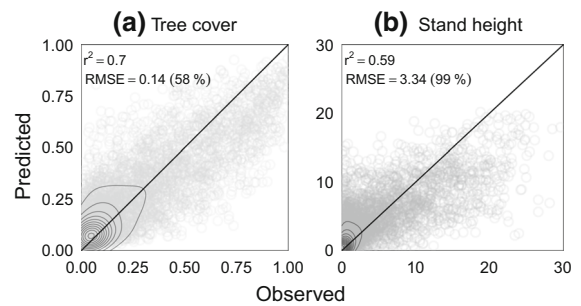 (a) Tree cover
r² = 0.7
RMSE = 0.14 (58 %)
1.00
0.75
0.50
0.25
0.00
0.00 0.25 0.50 0.75 1.00
(b) Stand height
r² = 0.59
RMSE = 3.34 (99 %)
30
20
10
0
0 10 20 30
Predicted
Observed